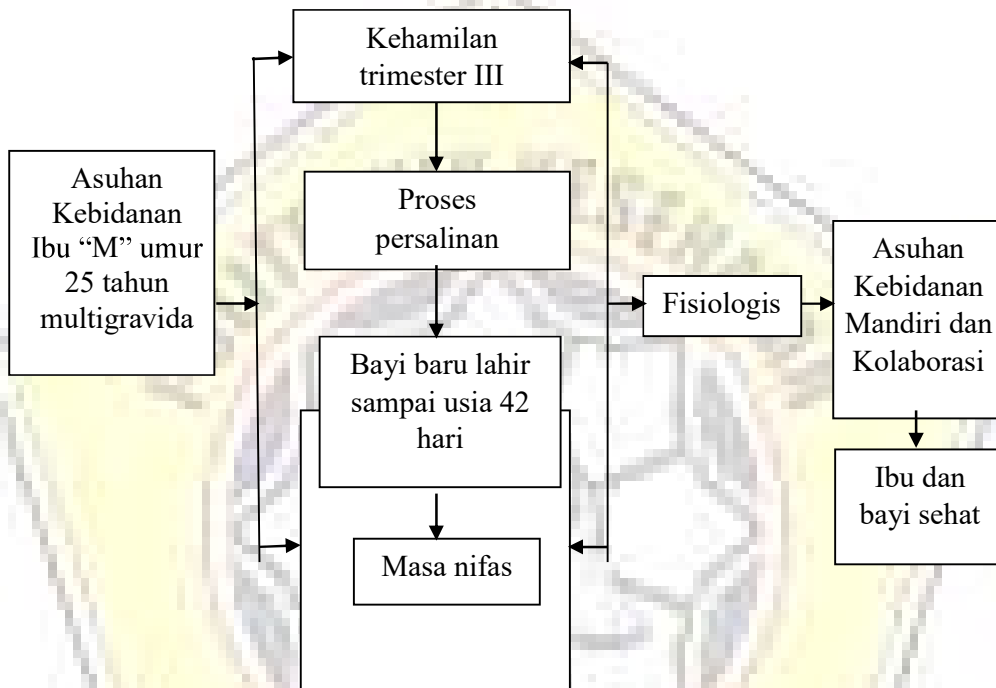 Kehamilan
trimester III
Asuhan
Kebidanan
Ibu “M” umur
25 tahun
multigravida
Proses
persalinan
Bayi baru lahir
sampai usia 42
hari
Masa nifas
Fisiologis
Asuhan
Kebidanan
Mandiri dan
Kolaborasi
Ibu dan
bayi sehat